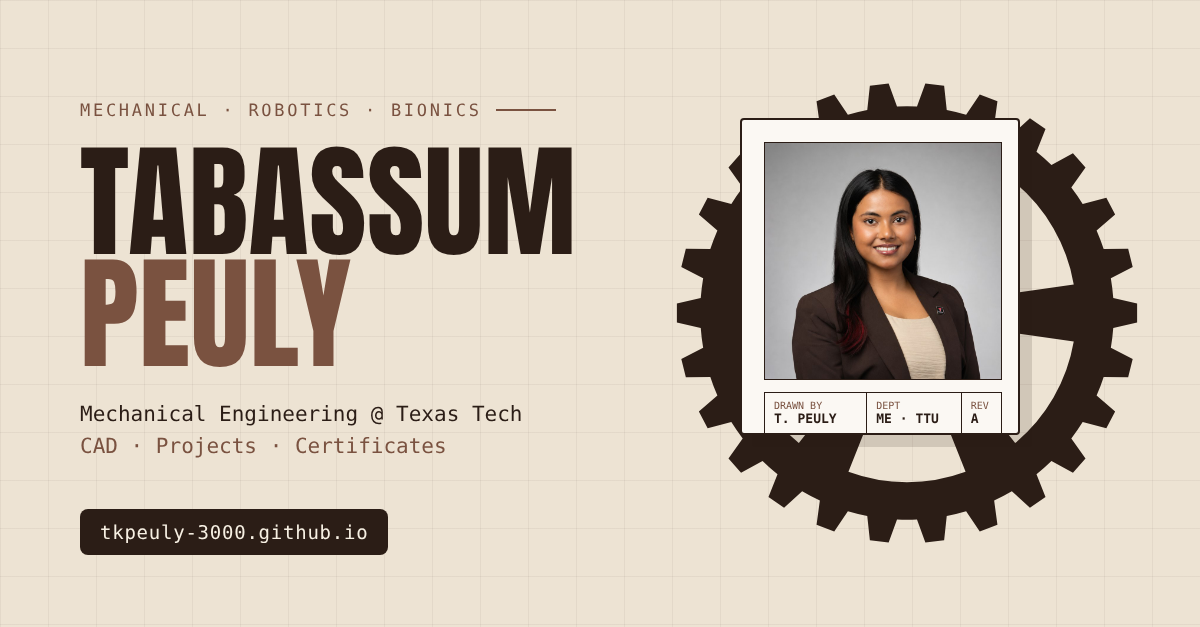 MECHANICAL · ROBOTICS · BIONICS
TABASSUM
PEULY
Mechanical Engineering @ Texas Tech
CAD · Projects · Certificates
tkpeuly-3000.github.io
DRAWN BY
T. PEULY
DEPT
ME · TTU
REV
A